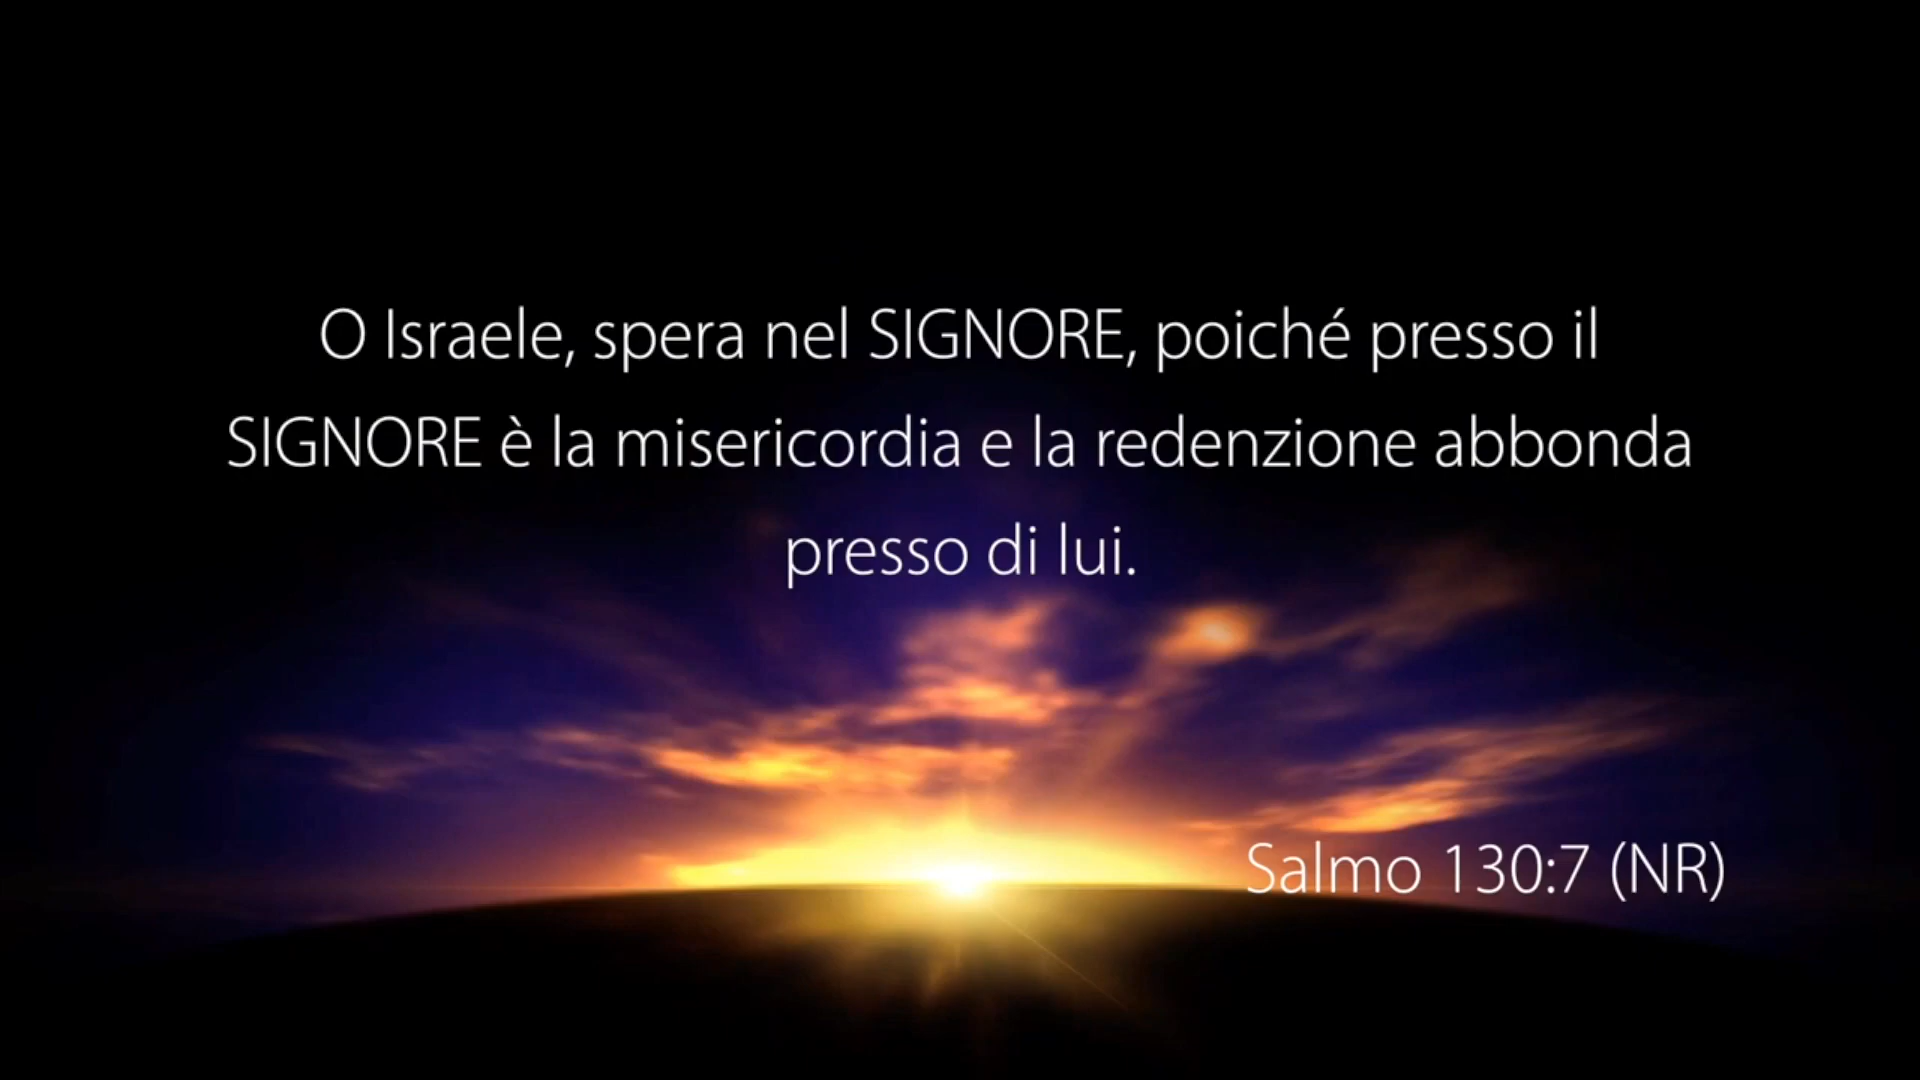 O Israele, spera nel SIGNORE, poiché presso il
SIGNORE è la misericordia e la redenzione abbonda
presso di lui.
Salmo 130:7 (NR)